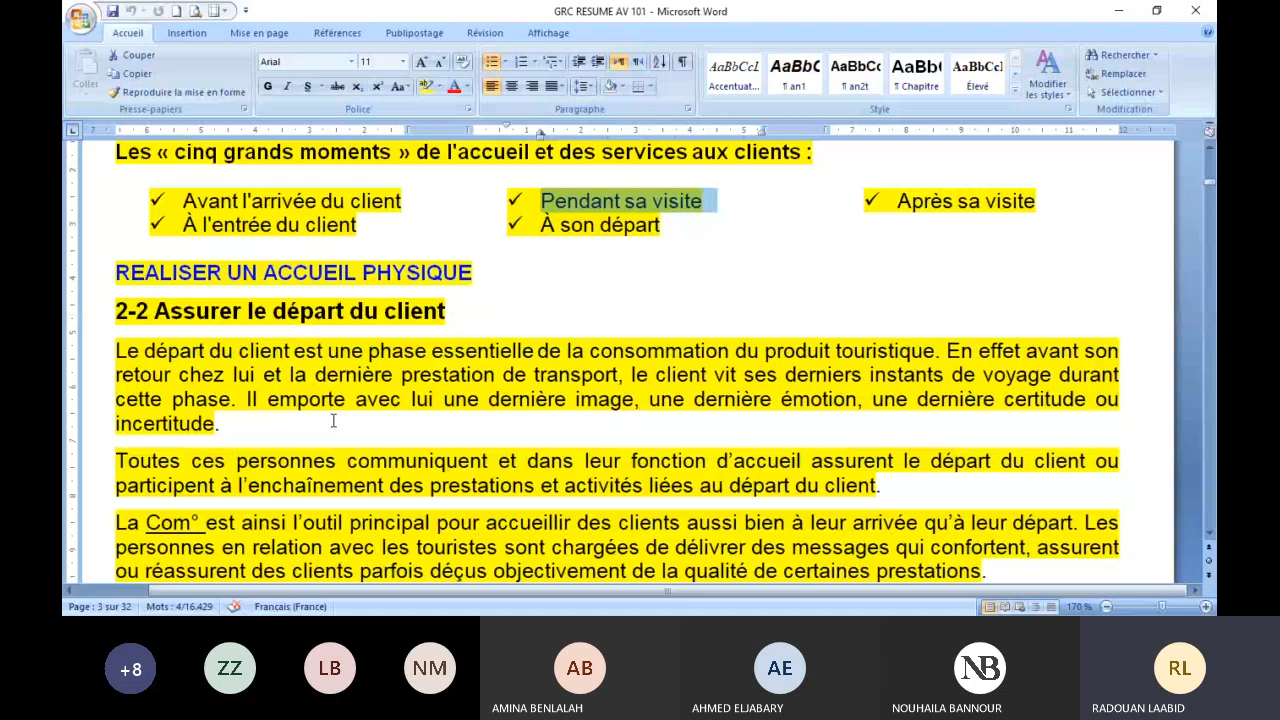 GRC RESUME AV 101 - Microsoft Word
Accueil Insertion Mise en page Références Publipostage Révision Affichage
Coller
Couper
Copier
Reproduire la mise en forme
Presse-papiers
Arial 11
G I S abc x₂ x² Aa
Police
Paragraphe
AaBbCcL AaBbC AaBbCc AaBb( AaBbCcI
Accentuat... ¶ an1 ¶ an2t ¶ Chapitre Élevé
Style
Modifier les styles
Rechercher
Remplacer
Sélectionner
Modification
Les « cinq grands moments » de l'accueil et des services aux clients :
✓ Avant l'arrivée du client ✓ Pendant sa visite ✓ Après sa visite
✓ À l'entrée du client ✓ À son départ
REALISER UN ACCUEIL PHYSIQUE
2-2 Assurer le départ du client
Le départ du client est une phase essentielle de la consommation du produit touristique. En effet avant son
retour chez lui et la dernière prestation de transport, le client vit ses derniers instants de voyage durant
cette phase. Il emporte avec lui une dernière image, une dernière émotion, une dernière certitude ou
incertitude.
Toutes ces personnes communiquent et dans leur fonction d’accueil assurent le départ du client ou
participent à l’enchaînement des prestations et activités liées au départ du client.
La Com° est ainsi l’outil principal pour accueillir des clients aussi bien à leur arrivée qu’à leur départ. Les
personnes en relation avec les touristes sont chargées de délivrer des messages qui confortent, assurent
ou réassurent des clients parfois déçus objectivement de la qualité de certaines prestations.
Page : 3 sur 32 Mots : 4/16.429 Français (France) 170 %
+8 ZZ LB NM AB AE NB RL
AMINA BENLALAH AHMED ELJABARY NOUHAILA BANNOUR RADOUAN LAABID